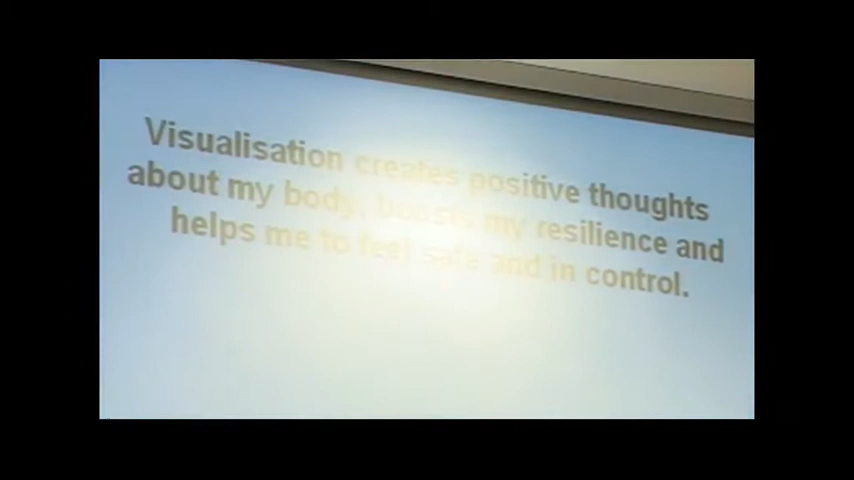 Visualisation creates positive thoughts
about my body, boosts my resilience and
helps me to feel safe and in control.